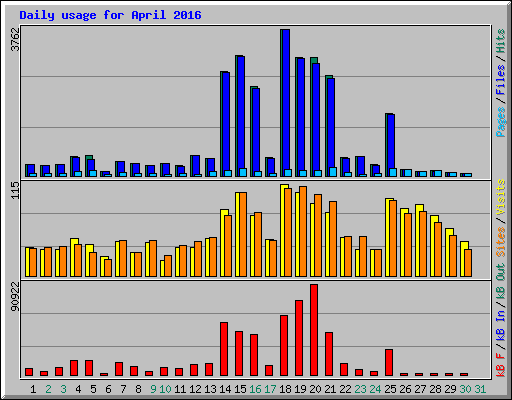 Daily usage for April 2016
3762
Pages / Files / Hits
115
Sites / Visits
90922
kB F / kB In / kB Out
1 2 3 4 5 6 7 8 9 10 11 12 13 14 15 16 17 18 19 20 21 22 23 24 25 26 27 28 29 30 31